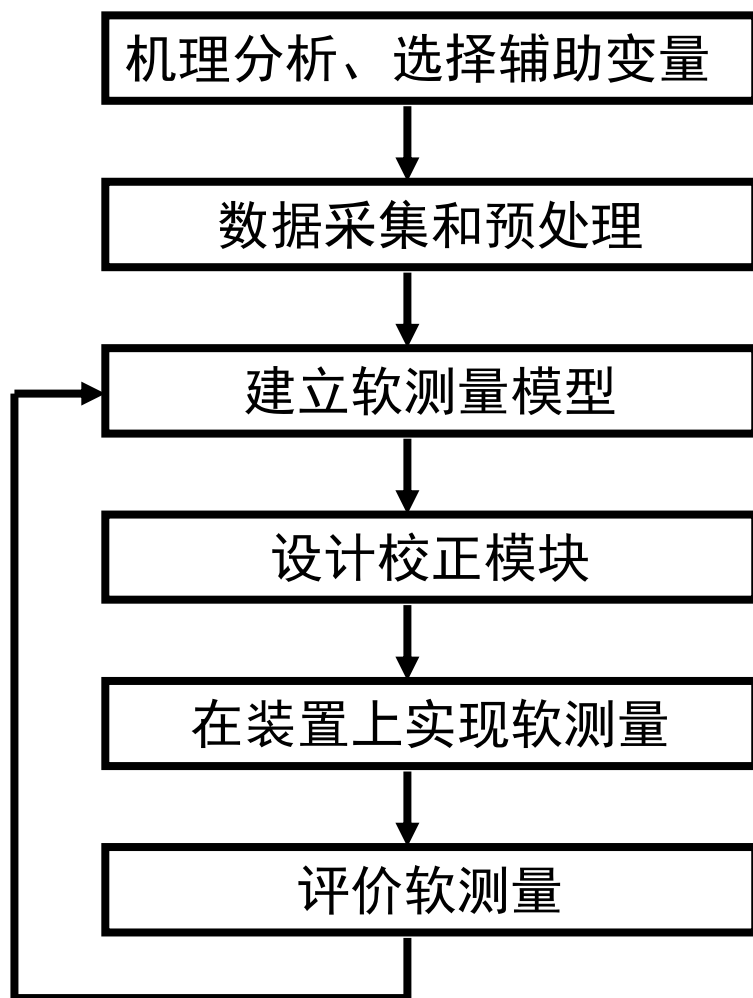 机理分析、选择辅助变量
数据采集和预处理
建立软测量模型
设计校正模块
在装置上实现软测量
评价软测量